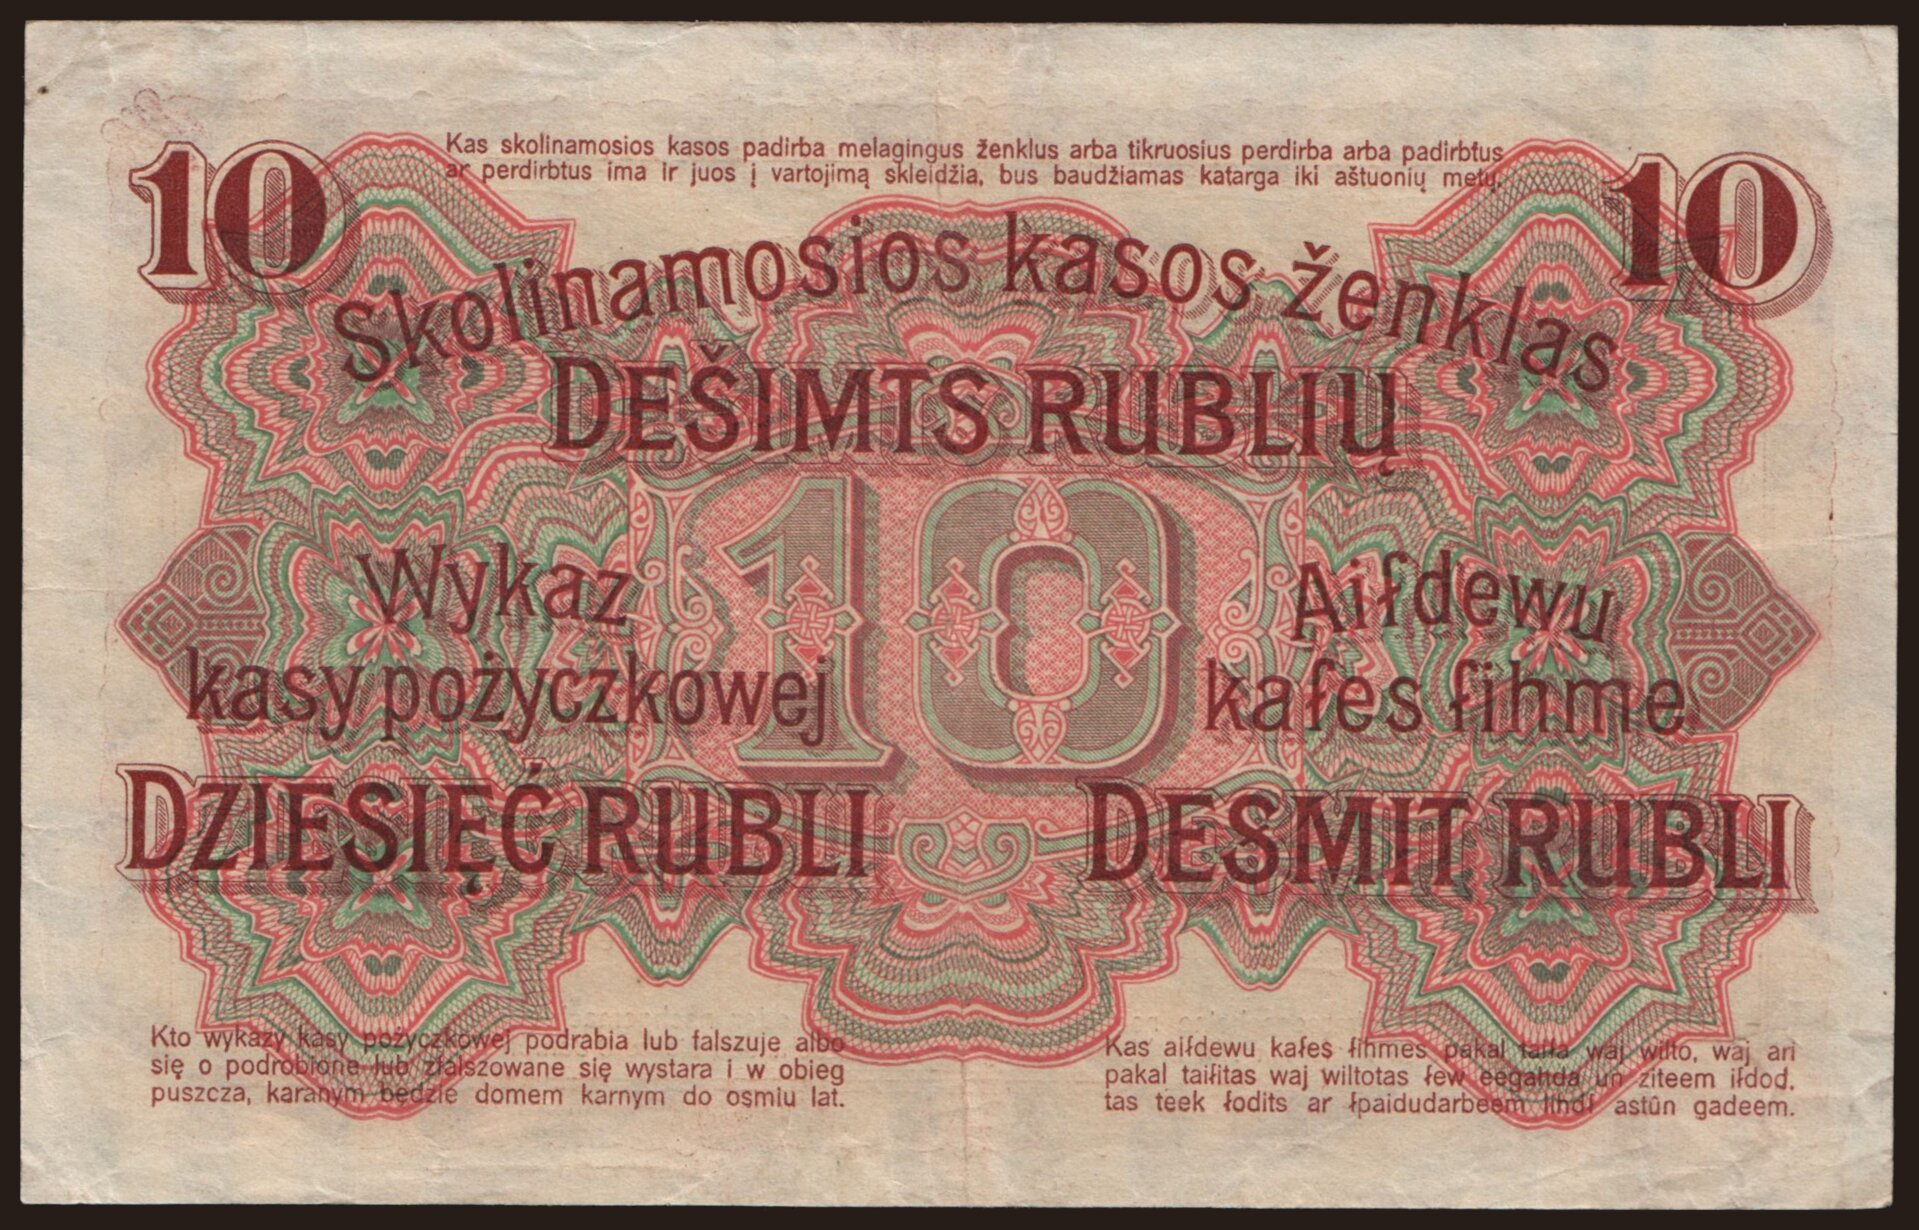 10
10
Kas skolinamosios kasos padirba melagingus ženklus arba tikruosius perdirba arba padirbtus
ar perdirbtus ima ir juos į vartojimą skleidžia, bus baudžiamas katarga iki aštuonių metų.
Skolinamosios kasos ženklas
DEŠIMTS RUBLIŲ
10
Wykaz
kasy pożyczkowej
DZIESIĘĆ RUBLI
Aiſdewu
kaſes ſihme.
DESMIT RUBLI
Kto wykazy kasy pożyczkowej podrabia lub falszuje albo
się o podrobione lub zfalszowane się wystara i w obieg
puszcza, karanym będzie domem karnym do osmiu lat.
Kas aiſdewu kaſes ſihmes pakal taiſa waj wilto, waj ari
pakal taiſitas waj wiltotas ſew eegahda un ziteem iſdod,
tas teek ſodits ar ſpaidudarbeem lihdſ astûn gadeem.